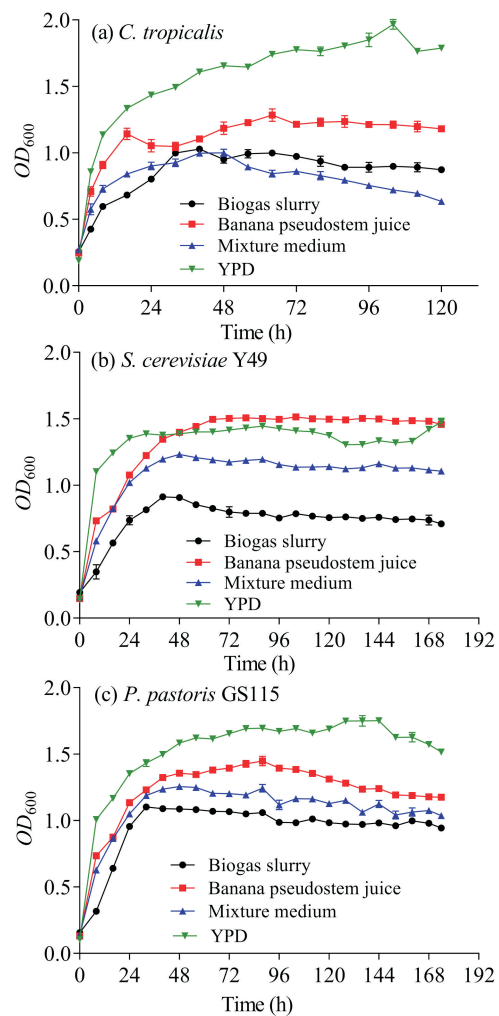 (a) C. tropicalis
2.0
1.5
1.0
0.5
0.0
OD600
Biogas slurry
Banana pseudostem juice
Mixture medium
YPD
0 24 48 72 96 120
Time (h)
(b) S. cerevisiae Y49
2.0
1.5
1.0
0.5
0.0
OD600
Biogas slurry
Banana pseudostem juice
Mixture medium
YPD
0 24 48 72 96 120 144 168 192
Time (h)
(c) P. pastoris GS115
2.0
1.5
1.0
0.5
0
OD600
Biogas slurry
Banana pseudostem juice
Mixture medium
YPD
0 24 48 72 96 120 144 168 192
Time (h)